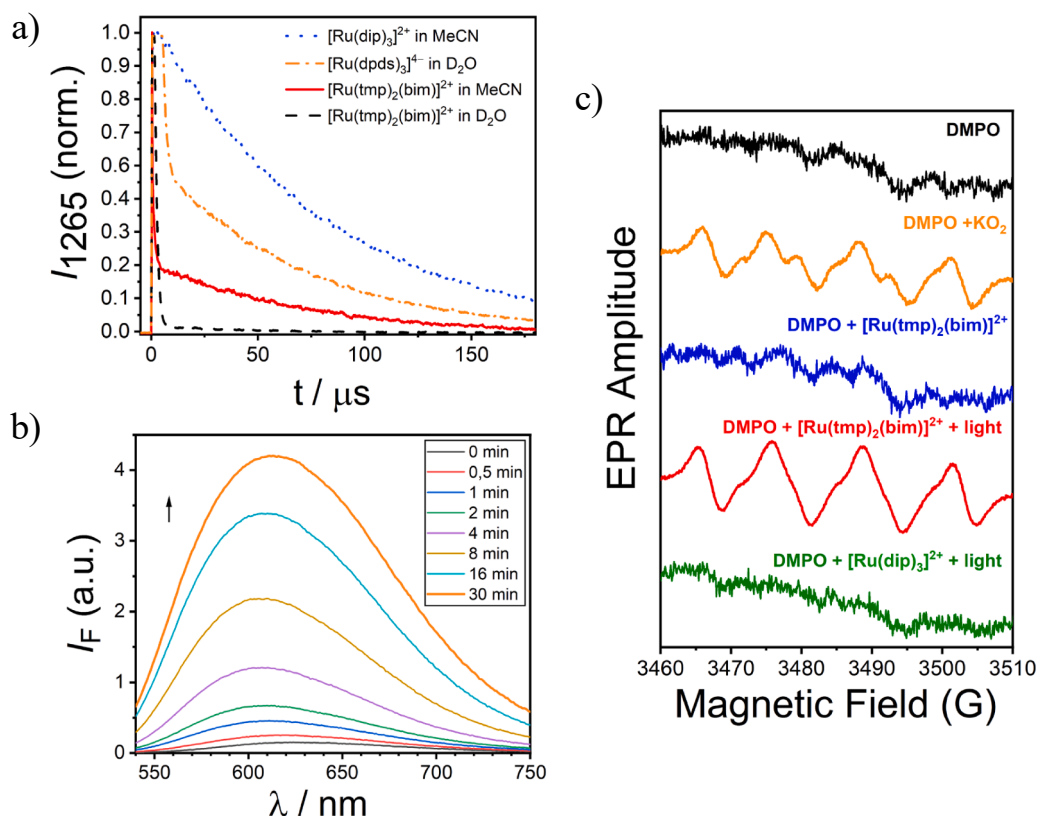 a)
I1265 (norm.)
1.0
0.9
0.8
0.7
0.6
0.5
0.4
0.3
0.2
0.1
0.0
[Ru(dip)3]2+ in MeCN
[Ru(dpds)3]4− in D2O
[Ru(tmp)2(bim)]2+ in MeCN
[Ru(tmp)2(bim)]2+ in D2O
0 50 100 150
t / µs
b)
IF (a.u.)
4
3
2
1
0
0 min
0,5 min
1 min
2 min
4 min
8 min
16 min
30 min
550 600 650 700 750
λ / nm
c)
EPR Amplitude
DMPO
DMPO +KO2
DMPO + [Ru(tmp)2(bim)]2+
DMPO + [Ru(tmp)2(bim)]2+ + light
DMPO + [Ru(dip)3]2+ + light
3460 3470 3480 3490 3500 3510
Magnetic Field (G)